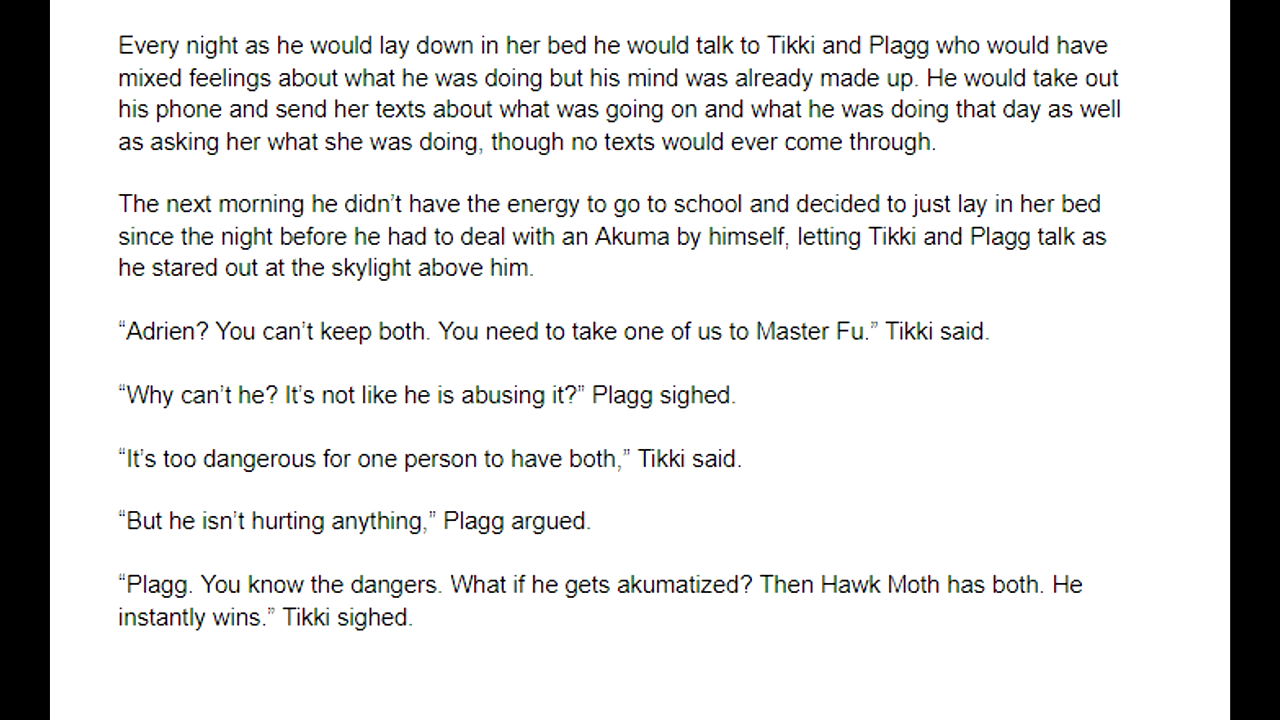 Every night as he would lay down in her bed he would talk to Tikki and Plagg who would have
mixed feelings about what he was doing but his mind was already made up. He would take out
his phone and send her texts about what was going on and what he was doing that day as well
as asking her what she was doing, though no texts would ever come through.
The next morning he didn’t have the energy to go to school and decided to just lay in her bed
since the night before he had to deal with an Akuma by himself, letting Tikki and Plagg talk as
he stared out at the skylight above him.
“Adrien? You can’t keep both. You need to take one of us to Master Fu.” Tikki said.
“Why can’t he? It’s not like he is abusing it?” Plagg sighed.
“It’s too dangerous for one person to have both,” Tikki said.
“But he isn’t hurting anything,” Plagg argued.
“Plagg. You know the dangers. What if he gets akumatized? Then Hawk Moth has both. He
instantly wins.” Tikki sighed.